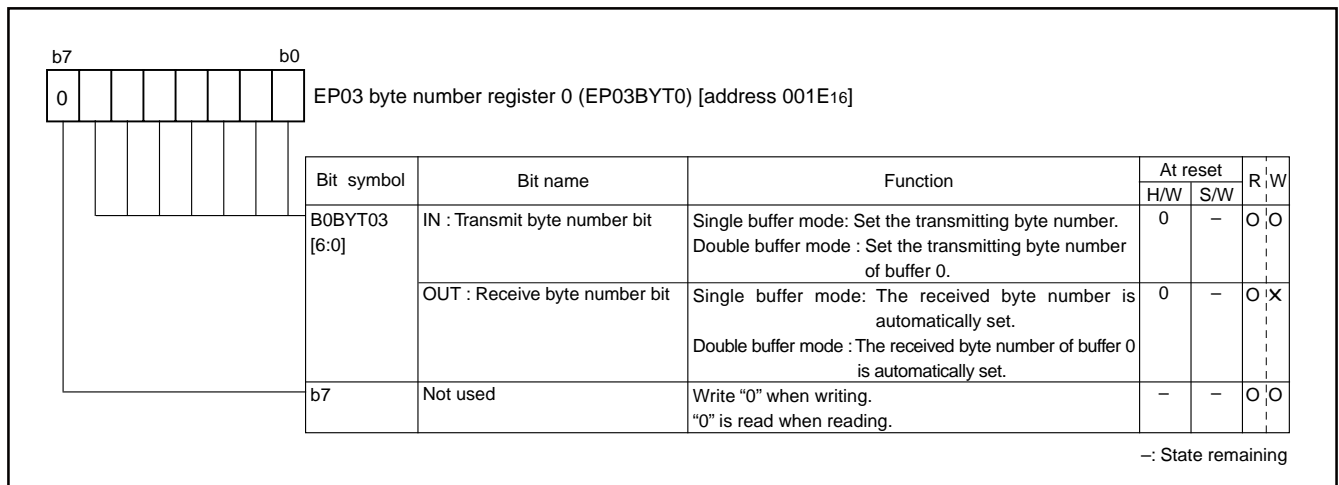 b7 b0
0 EP03 byte number register 0 (EP03BYT0) [address 001E16]
Bit symbol Bit name Function At reset R W
H/W S/W
B0BYT03 IN : Transmit byte number bit Single buffer mode: Set the transmitting byte number. 0 – O O
[6:0] Double buffer mode : Set the transmitting byte number
of buffer 0.
OUT : Receive byte number bit Single buffer mode: The received byte number is 0 – O ×
automatically set.
Double buffer mode : The received byte number of buffer 0
is automatically set.
b7 Not used Write “0” when writing. – – O O
“0” is read when reading.
–: State remaining